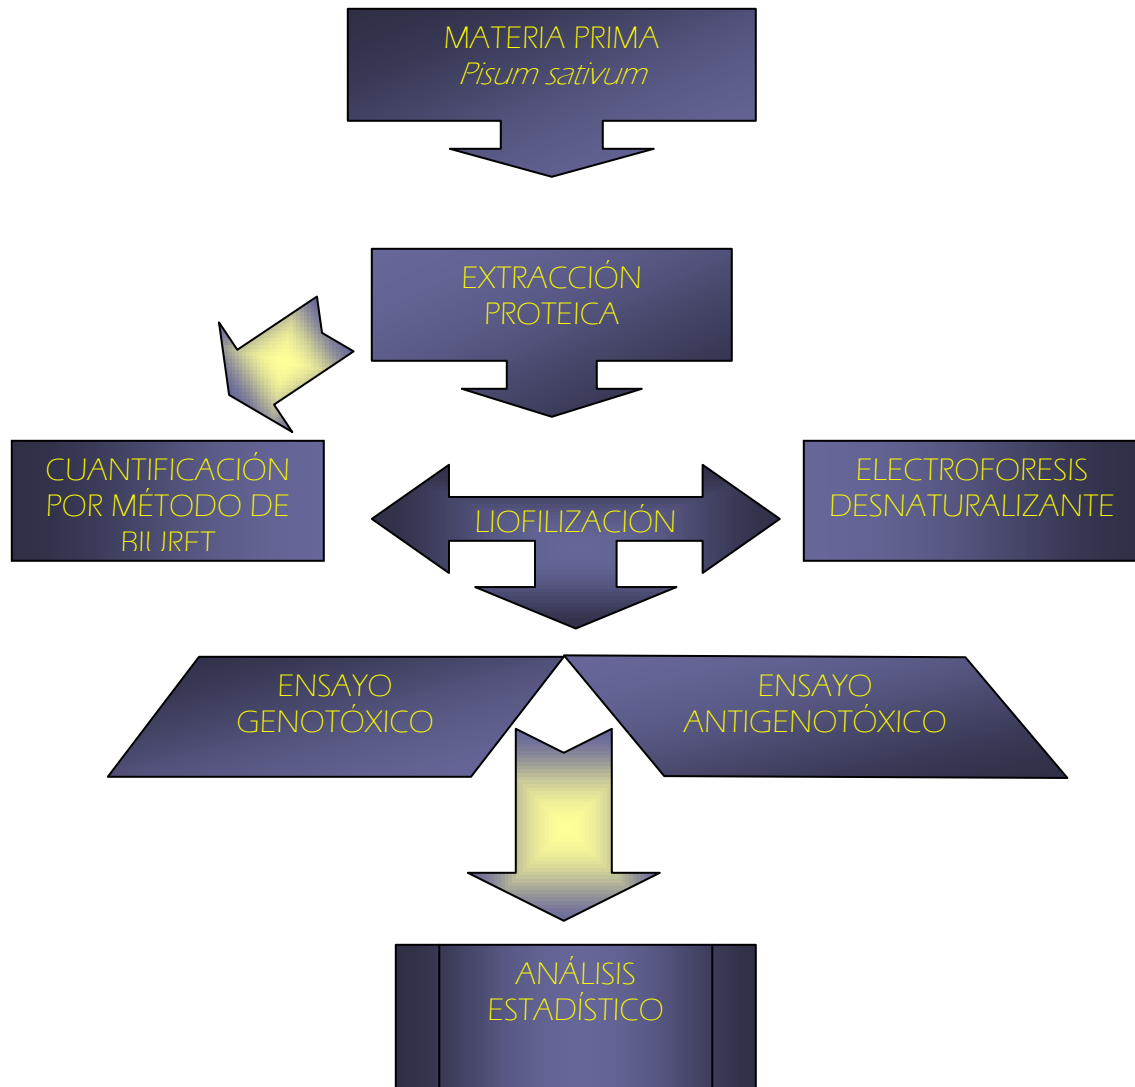 MATERIA PRIMA
Pisum sativum
EXTRACCIÓN
PROTEICA
CUANTIFICACIÓN
POR MÉTODO DE
BIURET
LIOFILIZACIÓN
ELECTROFORESIS
DESNATURALIZANTE
ENSAYO
GENOTÓXICO
ENSAYO
ANTIGENOTÓXICO
ANÁLISIS
ESTADÍSTICO